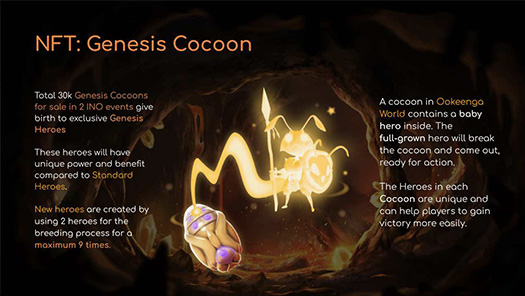 NFT: Genesis Cocoon
Total 30k Genesis Cocoons
for sale in 2 INO events give
birth to exclusive Genesis
Heroes
These heroes will have
unique power and benefit
compared to Standard
Heroes.
New heroes are created by
using 2 heroes for the
breeding process for a
maximum 9 times.
A cocoon in Ookeenga
World contains a baby
hero inside. The
full-grown hero will break
the cocoon and come out,
ready for action.
The Heroes in each
Cocoon are unique and
can help players to gain
victory more easily.